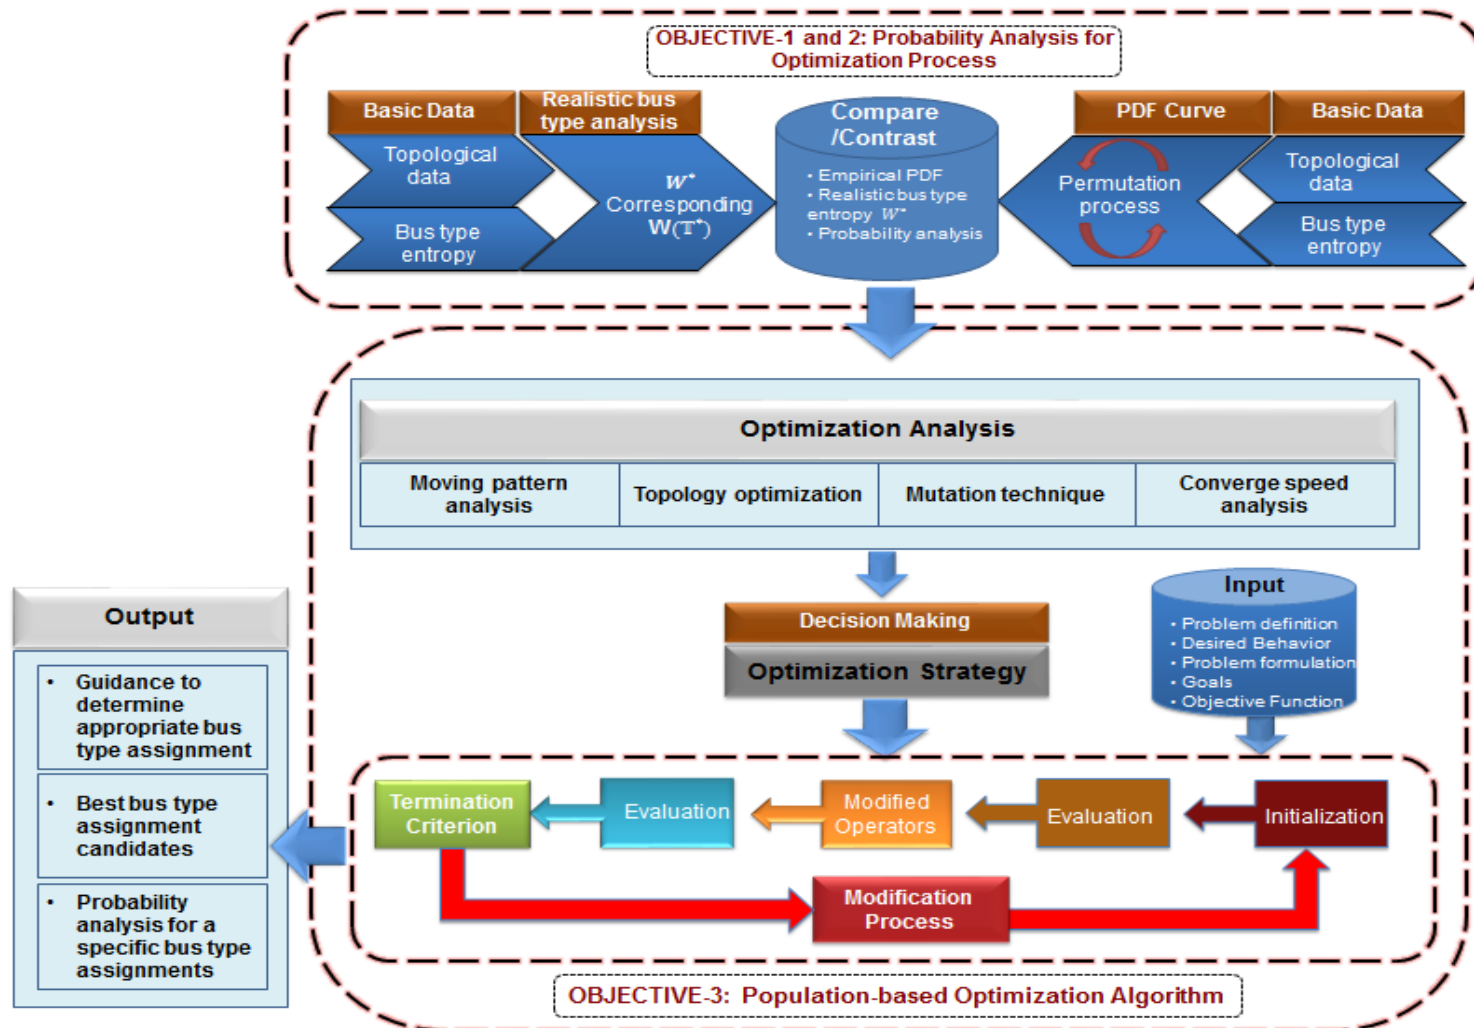 OBJECTIVE-1 and 2: Probability Analysis for
Optimization Process
Basic Data
Realistic bus
type analysis
Topological
data
Bus type
entropy
W*
Corresponding
W(𝕋*)
Compare
/Contrast
• Empirical PDF
• Realistic bus type
entropy W*
• Probability analysis
PDF Curve
Basic Data
Permutation
process
Topological
data
Bus type
entropy
Optimization Analysis
Moving pattern
analysis
Topology optimization
Mutation technique
Converge speed
analysis
Decision Making
Optimization Strategy
Input
• Problem definition
• Desired Behavior
• Problem formulation
• Goals
• Objective Function
Output
• Guidance to
determine
appropriate bus
type assignment
• Best bus type
assignment
candidates
• Probability
analysis for a
specific bus type
assignments
Termination
Criterion
Evaluation
Modified
Operators
Evaluation
Initialization
Modification
Process
OBJECTIVE-3: Population-based Optimization Algorithm